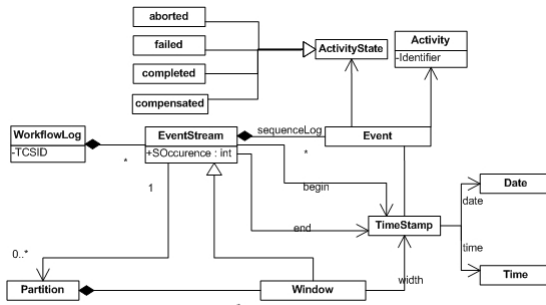 aborted
failed
completed
compensated
ActivityState
Activity
-Identifier
WorkflowLog
-TCSID
*
EventStream
+SOccurence : int
sequenceLog
*
Event
1
begin
end
TimeStamp
date
Date
time
Time
0..*
Partition
Window
width